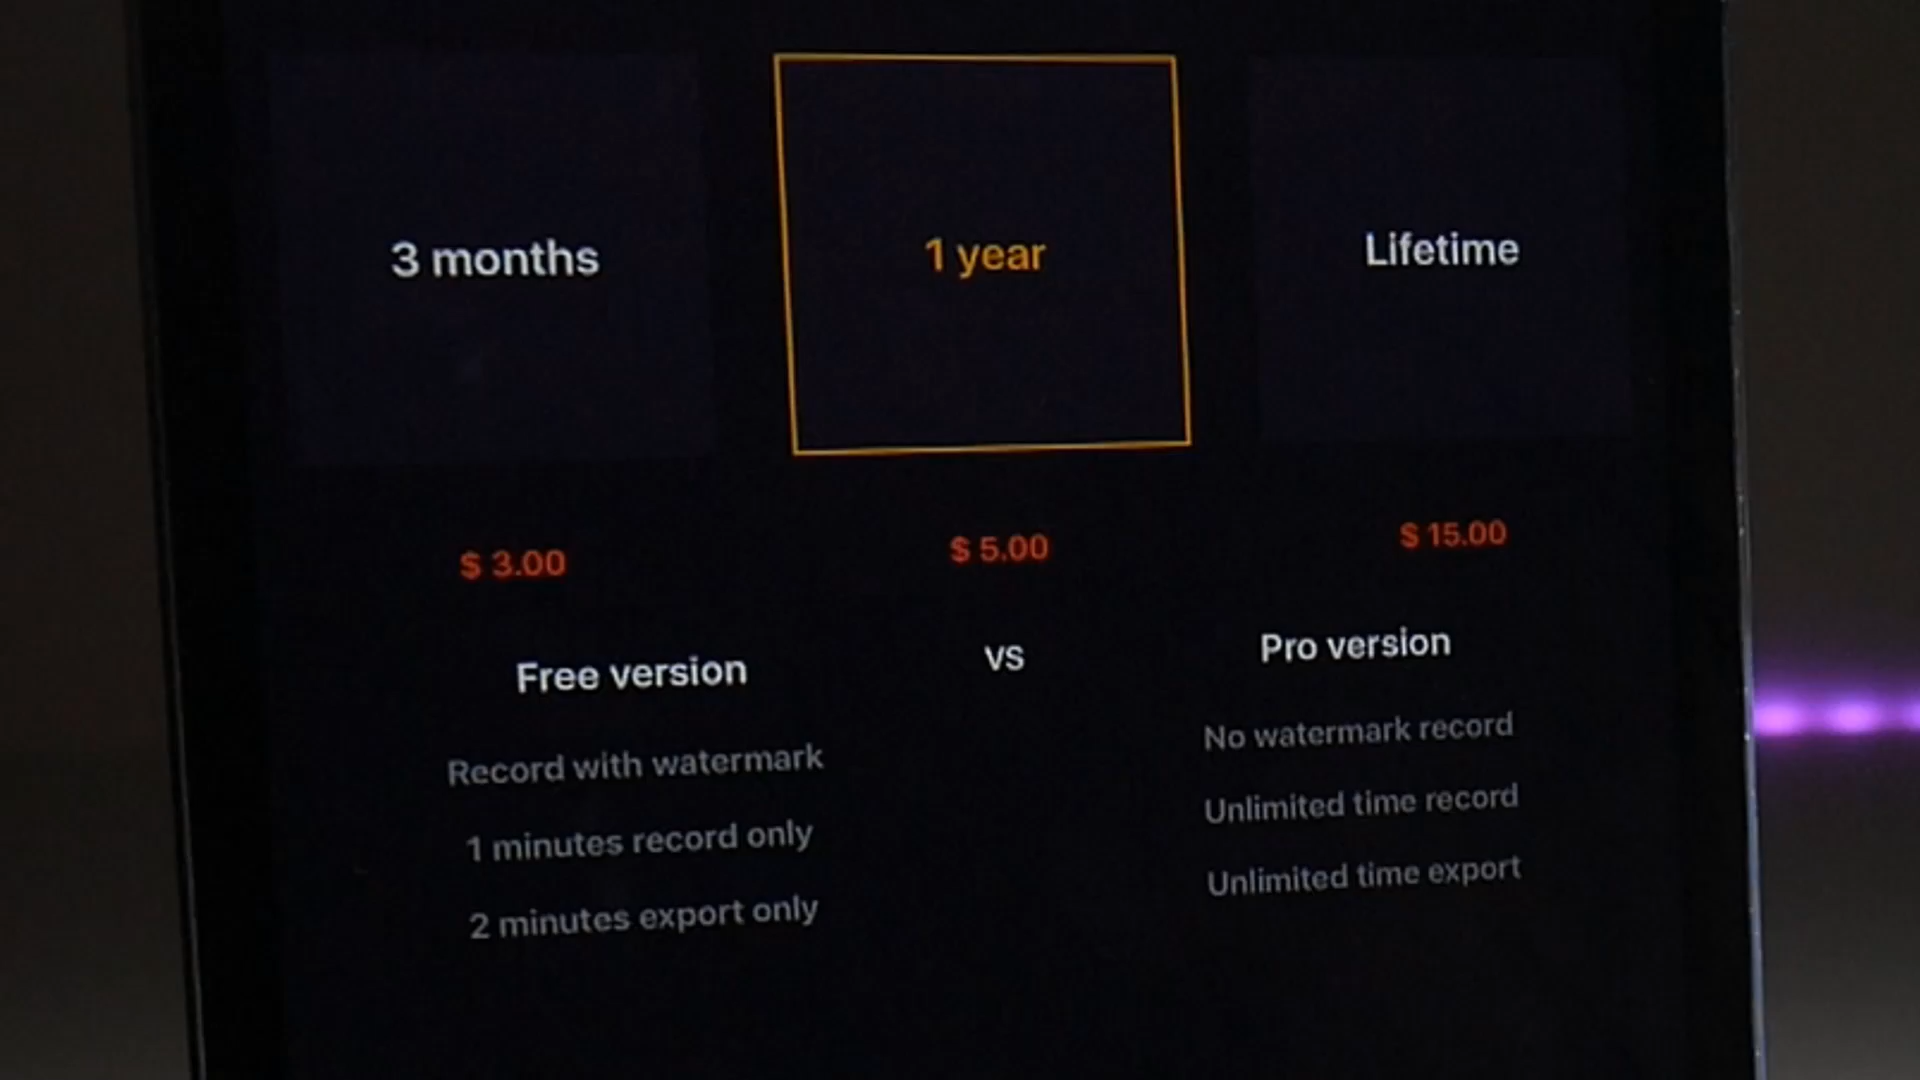 3 months 1 year Lifetime
$ 3.00 $ 5.00 $ 15.00
Free version vs Pro version
Record with watermark No watermark record
1 minutes record only Unlimited time record
2 minutes export only Unlimited time export